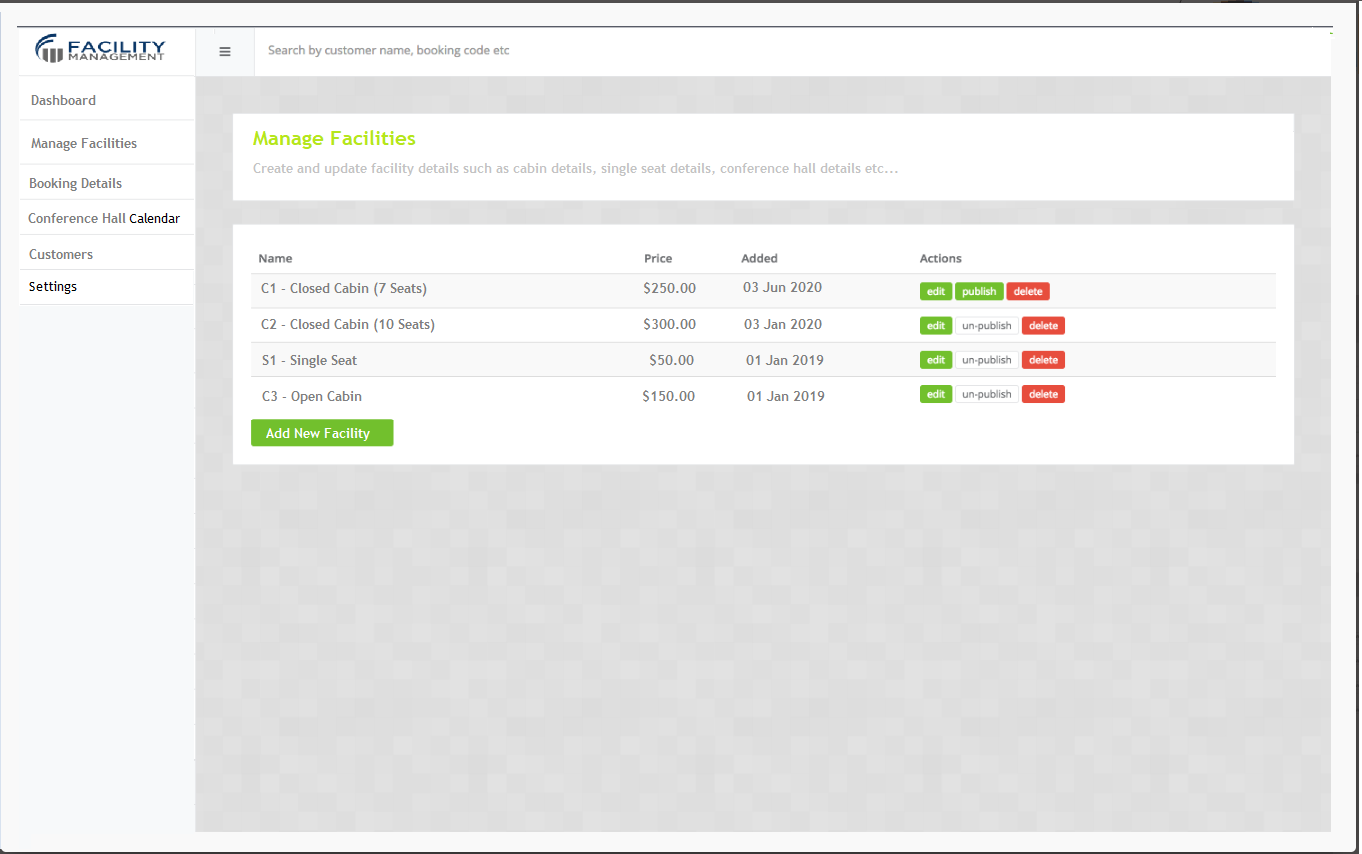 FACILITY
MANAGEMENT
Search by customer name, booking code etc
Dashboard
Manage Facilities
Booking Details
Conference Hall Calendar
Customers
Settings
Manage Facilities
Create and update facility details such as cabin details, single seat details, conference hall details etc...
Name Price Added Actions
C1 - Closed Cabin (7 Seats) $250.00 03 Jun 2020 edit publish delete
C2 - Closed Cabin (10 Seats) $300.00 03 Jan 2020 edit un-publish delete
S1 - Single Seat $50.00 01 Jan 2019 edit un-publish delete
C3 - Open Cabin $150.00 01 Jan 2019 edit un-publish delete
Add New Facility